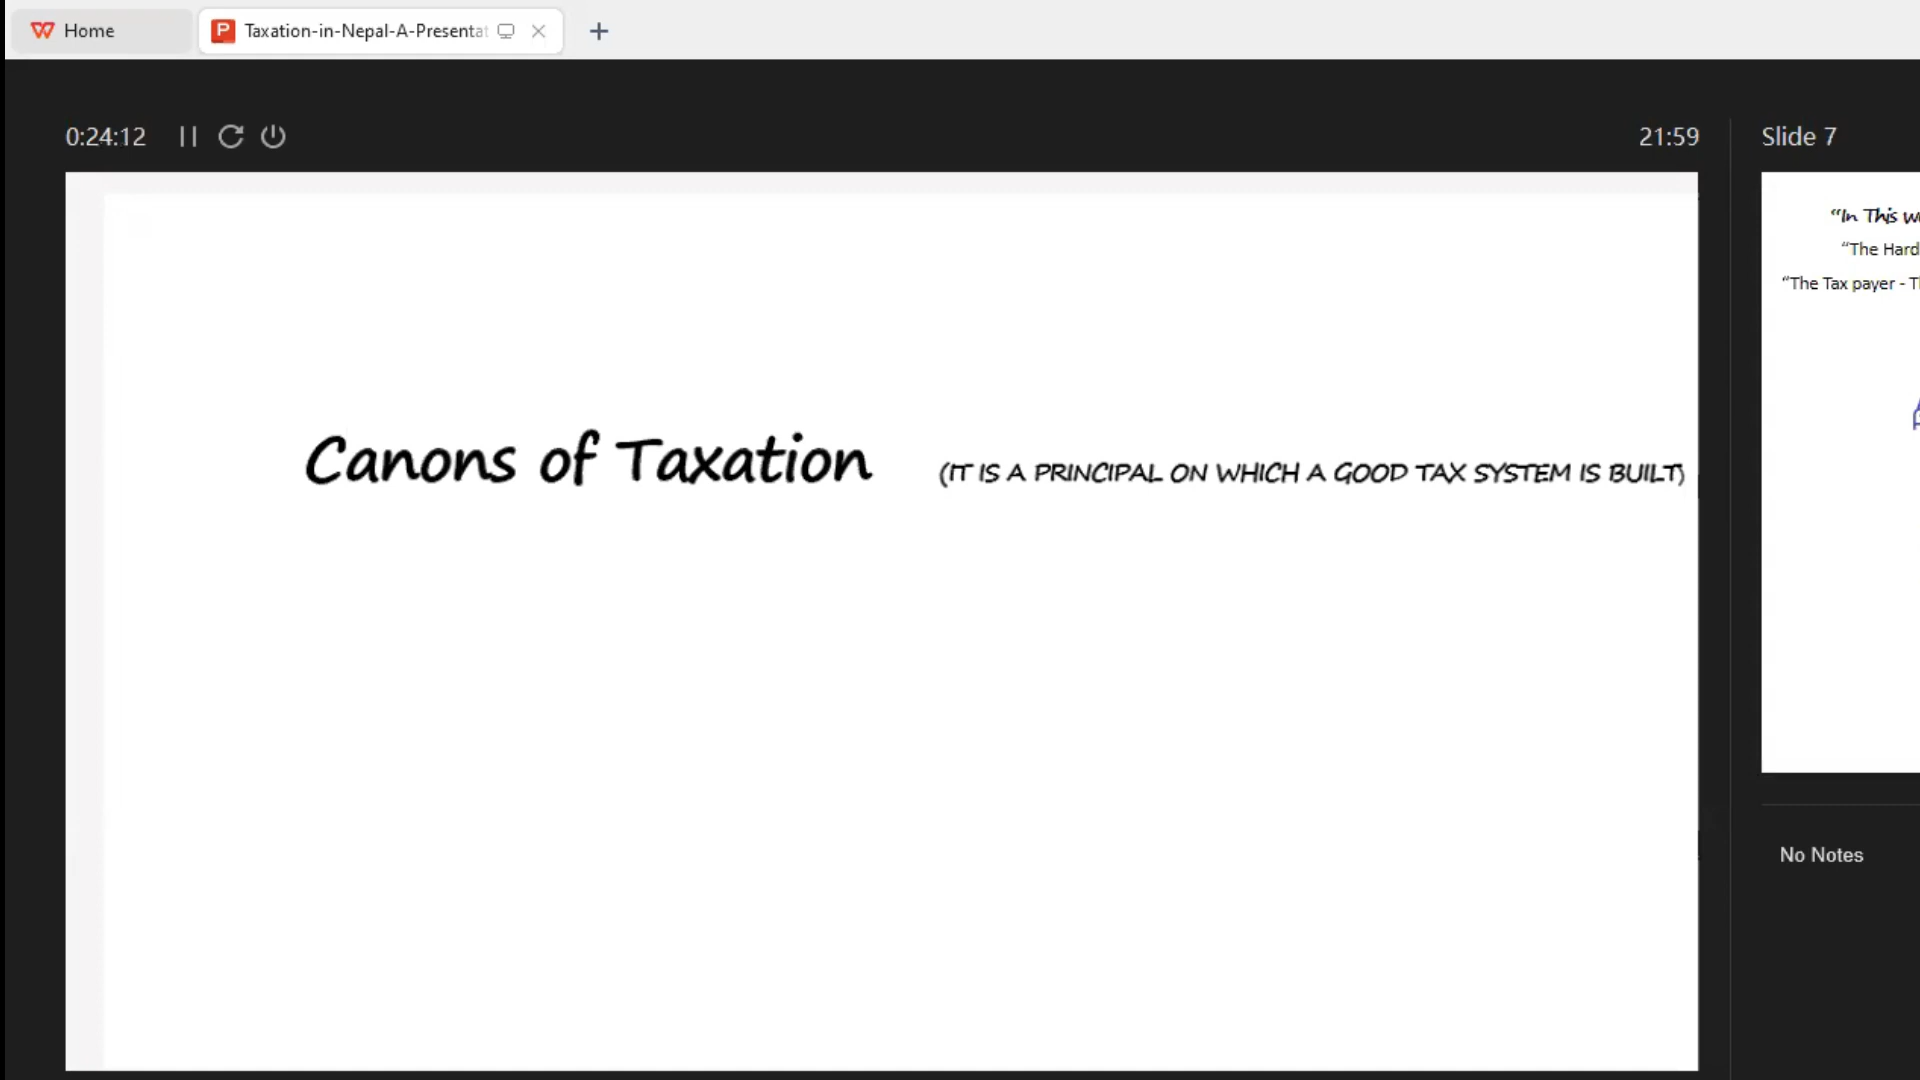 Home
Taxation-in-Nepal-A-Presentat
0:24:12
21:59
Slide 7
Canons of Taxation (IT IS A PRINCIPAL ON WHICH A GOOD TAX SYSTEM IS BUILT)
“In This
“The Hard
“The Tax payer -
No Notes